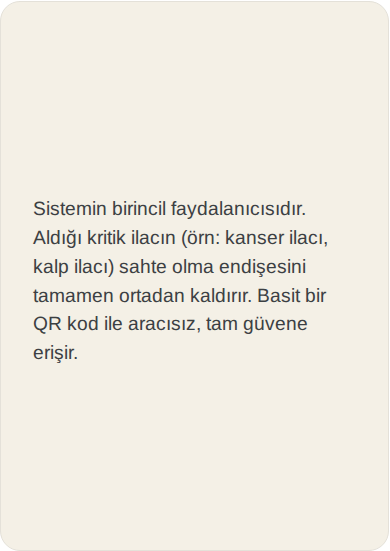 Sistemin birincil faydalanıcısıdır.
Aldığı kritik ilacın (örn: kanser ilacı,
kalp ilacı) sahte olma endişesini
tamamen ortadan kaldırır. Basit bir
QR kod ile aracısız, tam güvene
erişir.